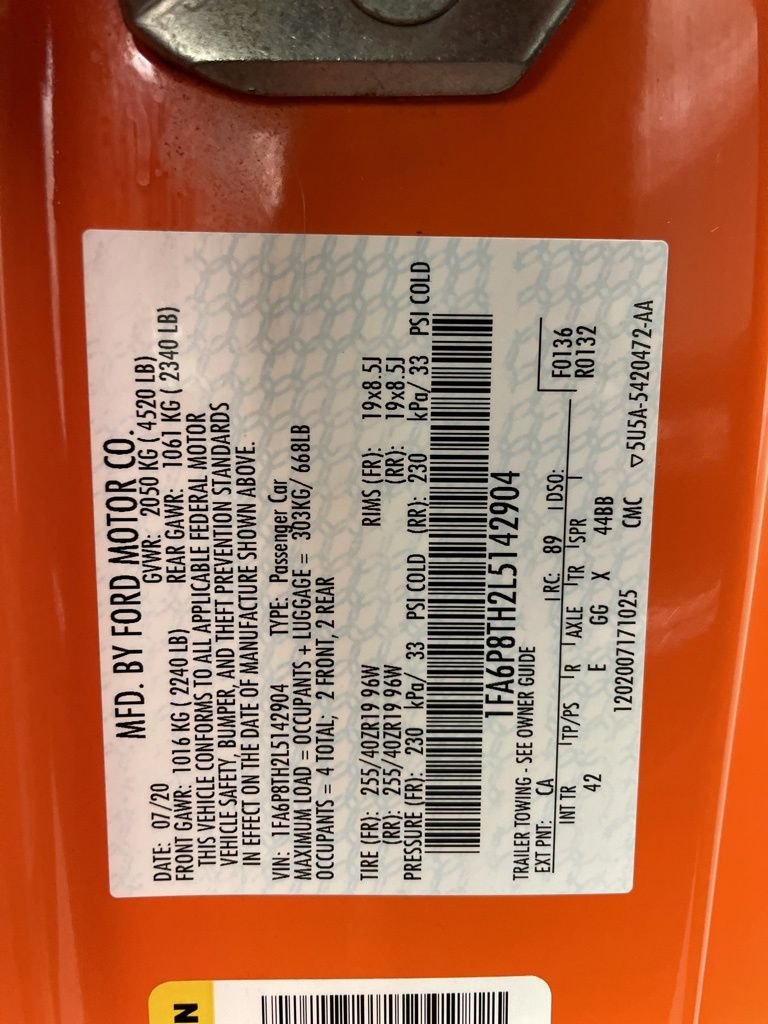 MFD. BY FORD MOTOR CO.
DATE: 07/20 GVWR: 2050 KG ( 4520 LB)
FRONT GAWR: 1016 KG ( 2240 LB) REAR GAWR: 1061 KG ( 2340 LB)
THIS VEHICLE CONFORMS TO ALL APPLICABLE FEDERAL MOTOR
VEHICLE SAFETY, BUMPER, AND THEFT PREVENTION STANDARDS
IN EFFECT ON THE DATE OF MANUFACTURE SHOWN ABOVE.
VIN: 1FA6P8TH2L5142904 TYPE: Passenger Car
MAXIMUM LOAD = OCCUPANTS + LUGGAGE = 303KG/ 668LB
OCCUPANTS = 4 TOTAL; 2 FRONT, 2 REAR
TIRE (FR): 255/40ZR19 96W RIMS (FR): 19x8.5J
(RR): 255/40ZR19 96W (RR): 19x8.5J
PRESSURE (FR): 230 kPa/ 33 PSI COLD (RR): 230 kPa/ 33 PSI COLD
1FA6P8TH2L5142904
TRAILER TOWING - SEE OWNER GUIDE
EXT PNT: CA RC: 89 DSO: F0136
R0132
INT TR TP/PS R AXLE TR SPR
42 E GG X 44BB
1202007171025 CMC ▽5U5A-5420472-AA
N